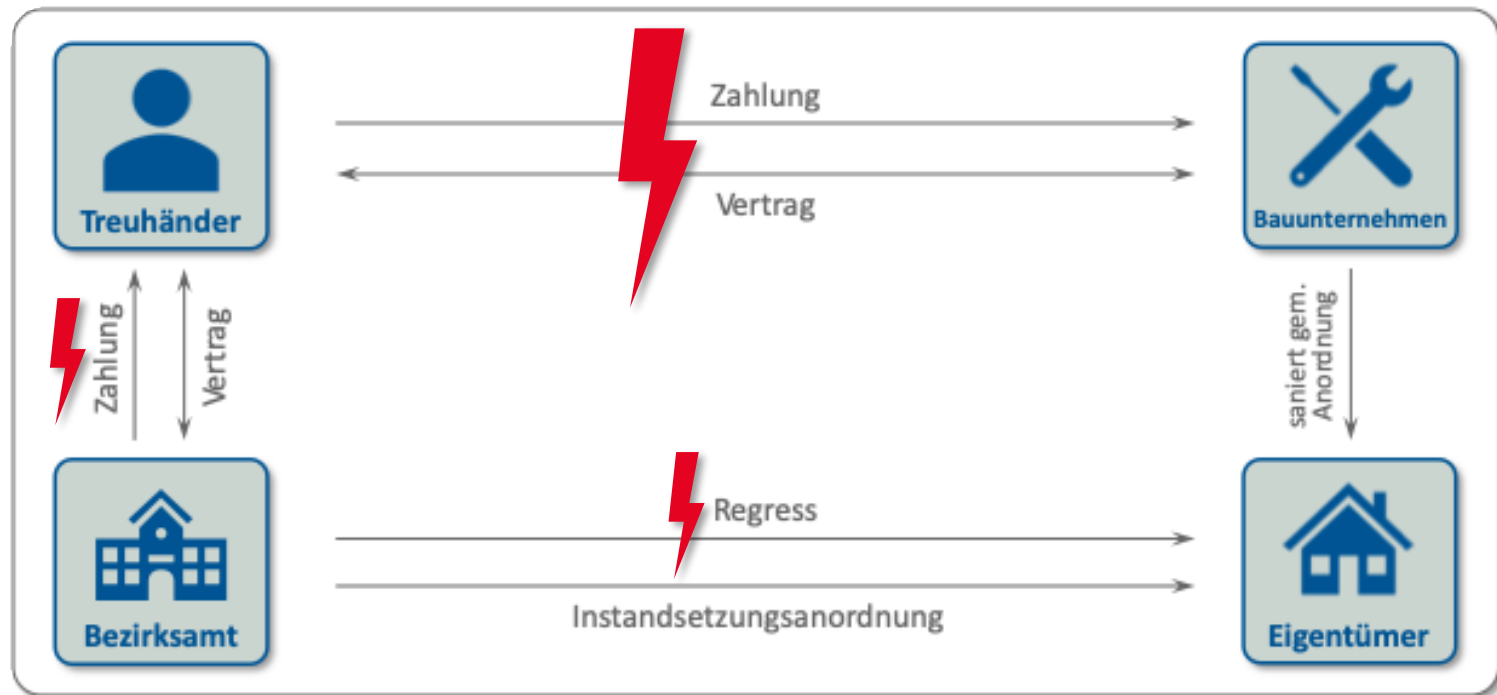 Zahlung
Treuhänder
Vertrag
Bauunternehmen
Zahlung
Vertrag
saniert gem.
Anordnung
Regress
Instandsetzungsanordnung
Bezirksamt
Eigentümer